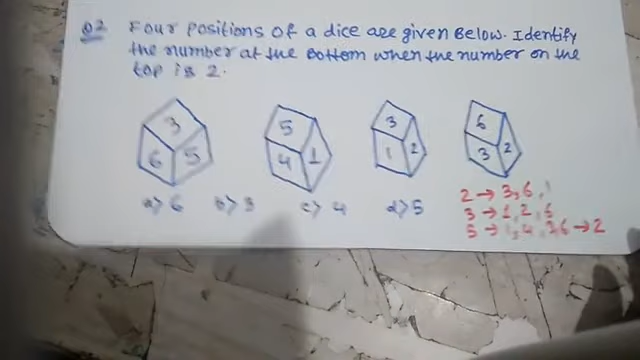 Q2 Four positions of a dice are given below. Identify
the number at the bottom when the number on the
top is 2.
3 6 5
5 4 1
3 1 2
6 3 2
a> 6 b> 3 c> 4 d> 5
2 → 3, 6, 1
3 → 1, 2, 6
5 → 1, 4, 3, 6 → 2